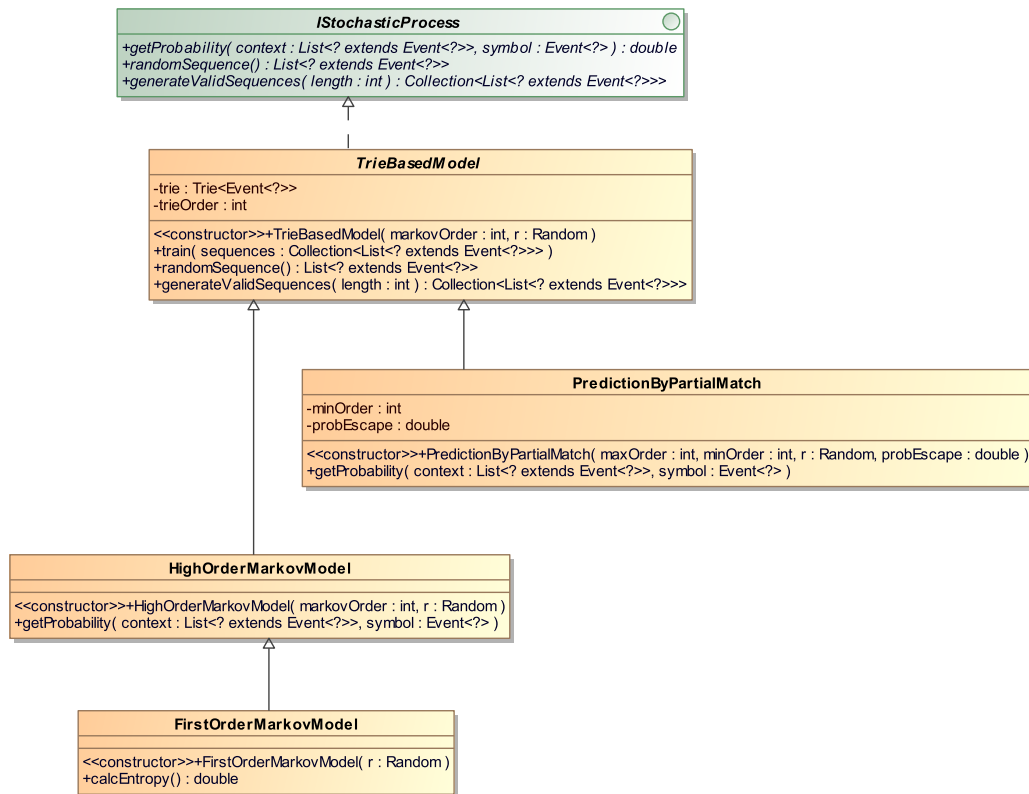 IStochasticProcess
+getProbability( context : List<? extends Event<?>>, symbol : Event<?> ) : double
+randomSequence() : List<? extends Event<?>>
+generateValidSequences( length : int ) : Collection<List<? extends Event<?>>>
TrieBasedModel
-trie : Trie<Event<?>>
-trieOrder : int
<<constructor>>+TrieBasedModel( markovOrder : int, r : Random )
+train( sequences : Collection<List<? extends Event<?>>> )
+randomSequence() : List<? extends Event<?>>
+generateValidSequences( length : int ) : Collection<List<? extends Event<?>>>
PredictionByPartialMatch
-minOrder : int
-probEscape : double
<<constructor>>+PredictionByPartialMatch( maxOrder : int, minOrder : int, r : Random, probEscape : double )
+getProbability( context : List<? extends Event<?>>, symbol : Event<?> )
HighOrderMarkovModel
<<constructor>>+HighOrderMarkovModel( markovOrder : int, r : Random )
+getProbability( context : List<? extends Event<?>>, symbol : Event<?> )
FirstOrderMarkovModel
<<constructor>>+FirstOrderMarkovModel( r : Random )
+calcEntropy() : double